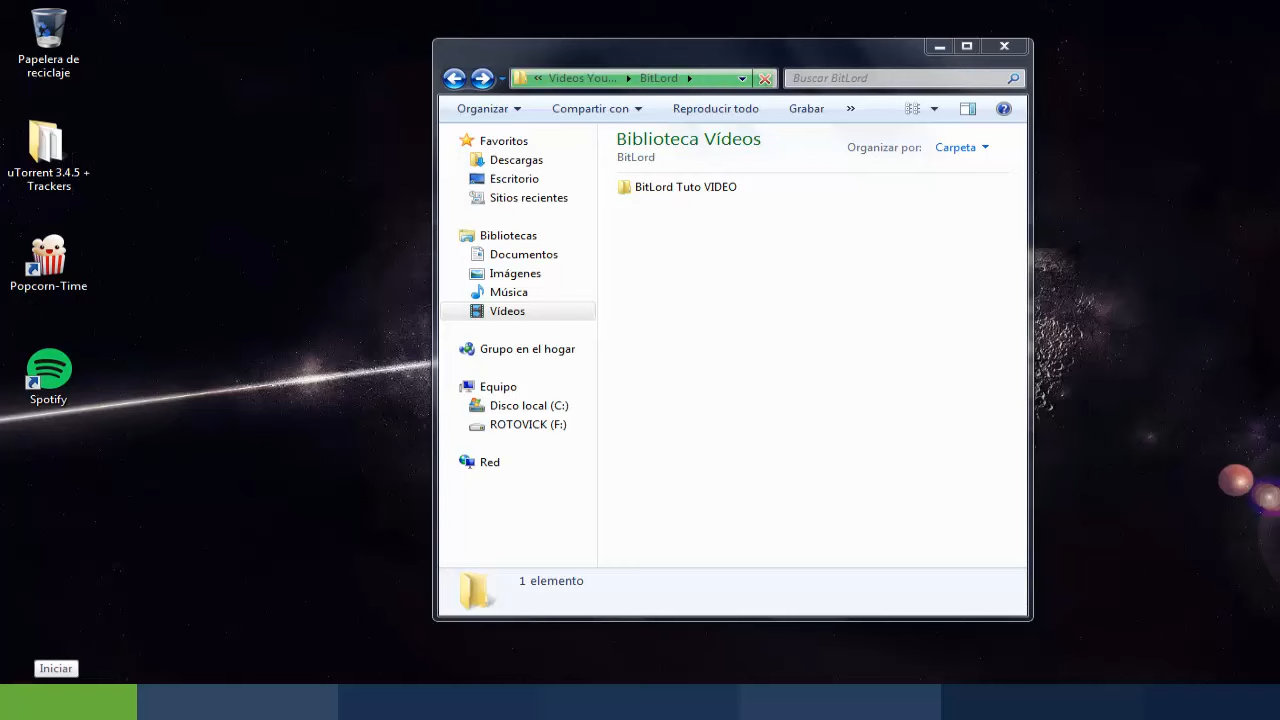 Papelera de
reciclaje
uTorrent 3.4.5 +
Trackers
Popcorn-Time
Spotify
« Videos You... BitLord
Buscar BitLord
Organizar Compartir con Reproducir todo Grabar »
Favoritos
Descargas
Escritorio
Sitios recientes
Bibliotecas
Documentos
Imágenes
Música
Vídeos
Grupo en el hogar
Equipo
Disco local (C:)
ROTOVICK (F:)
Red
Biblioteca Vídeos
BitLord
Organizar por: Carpeta
BitLord Tuto VIDEO
1 elemento
Iniciar